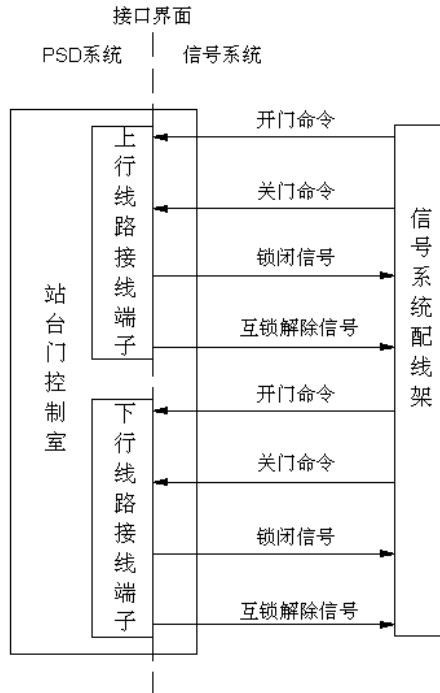 接口界面
PSD系统
信号系统
开门命令
关门命令
锁闭信号
互锁解除信号
上行线路接线端子
站台门控制室
信号系统配线架
开门命令
关门命令
锁闭信号
互锁解除信号
下行线路接线端子